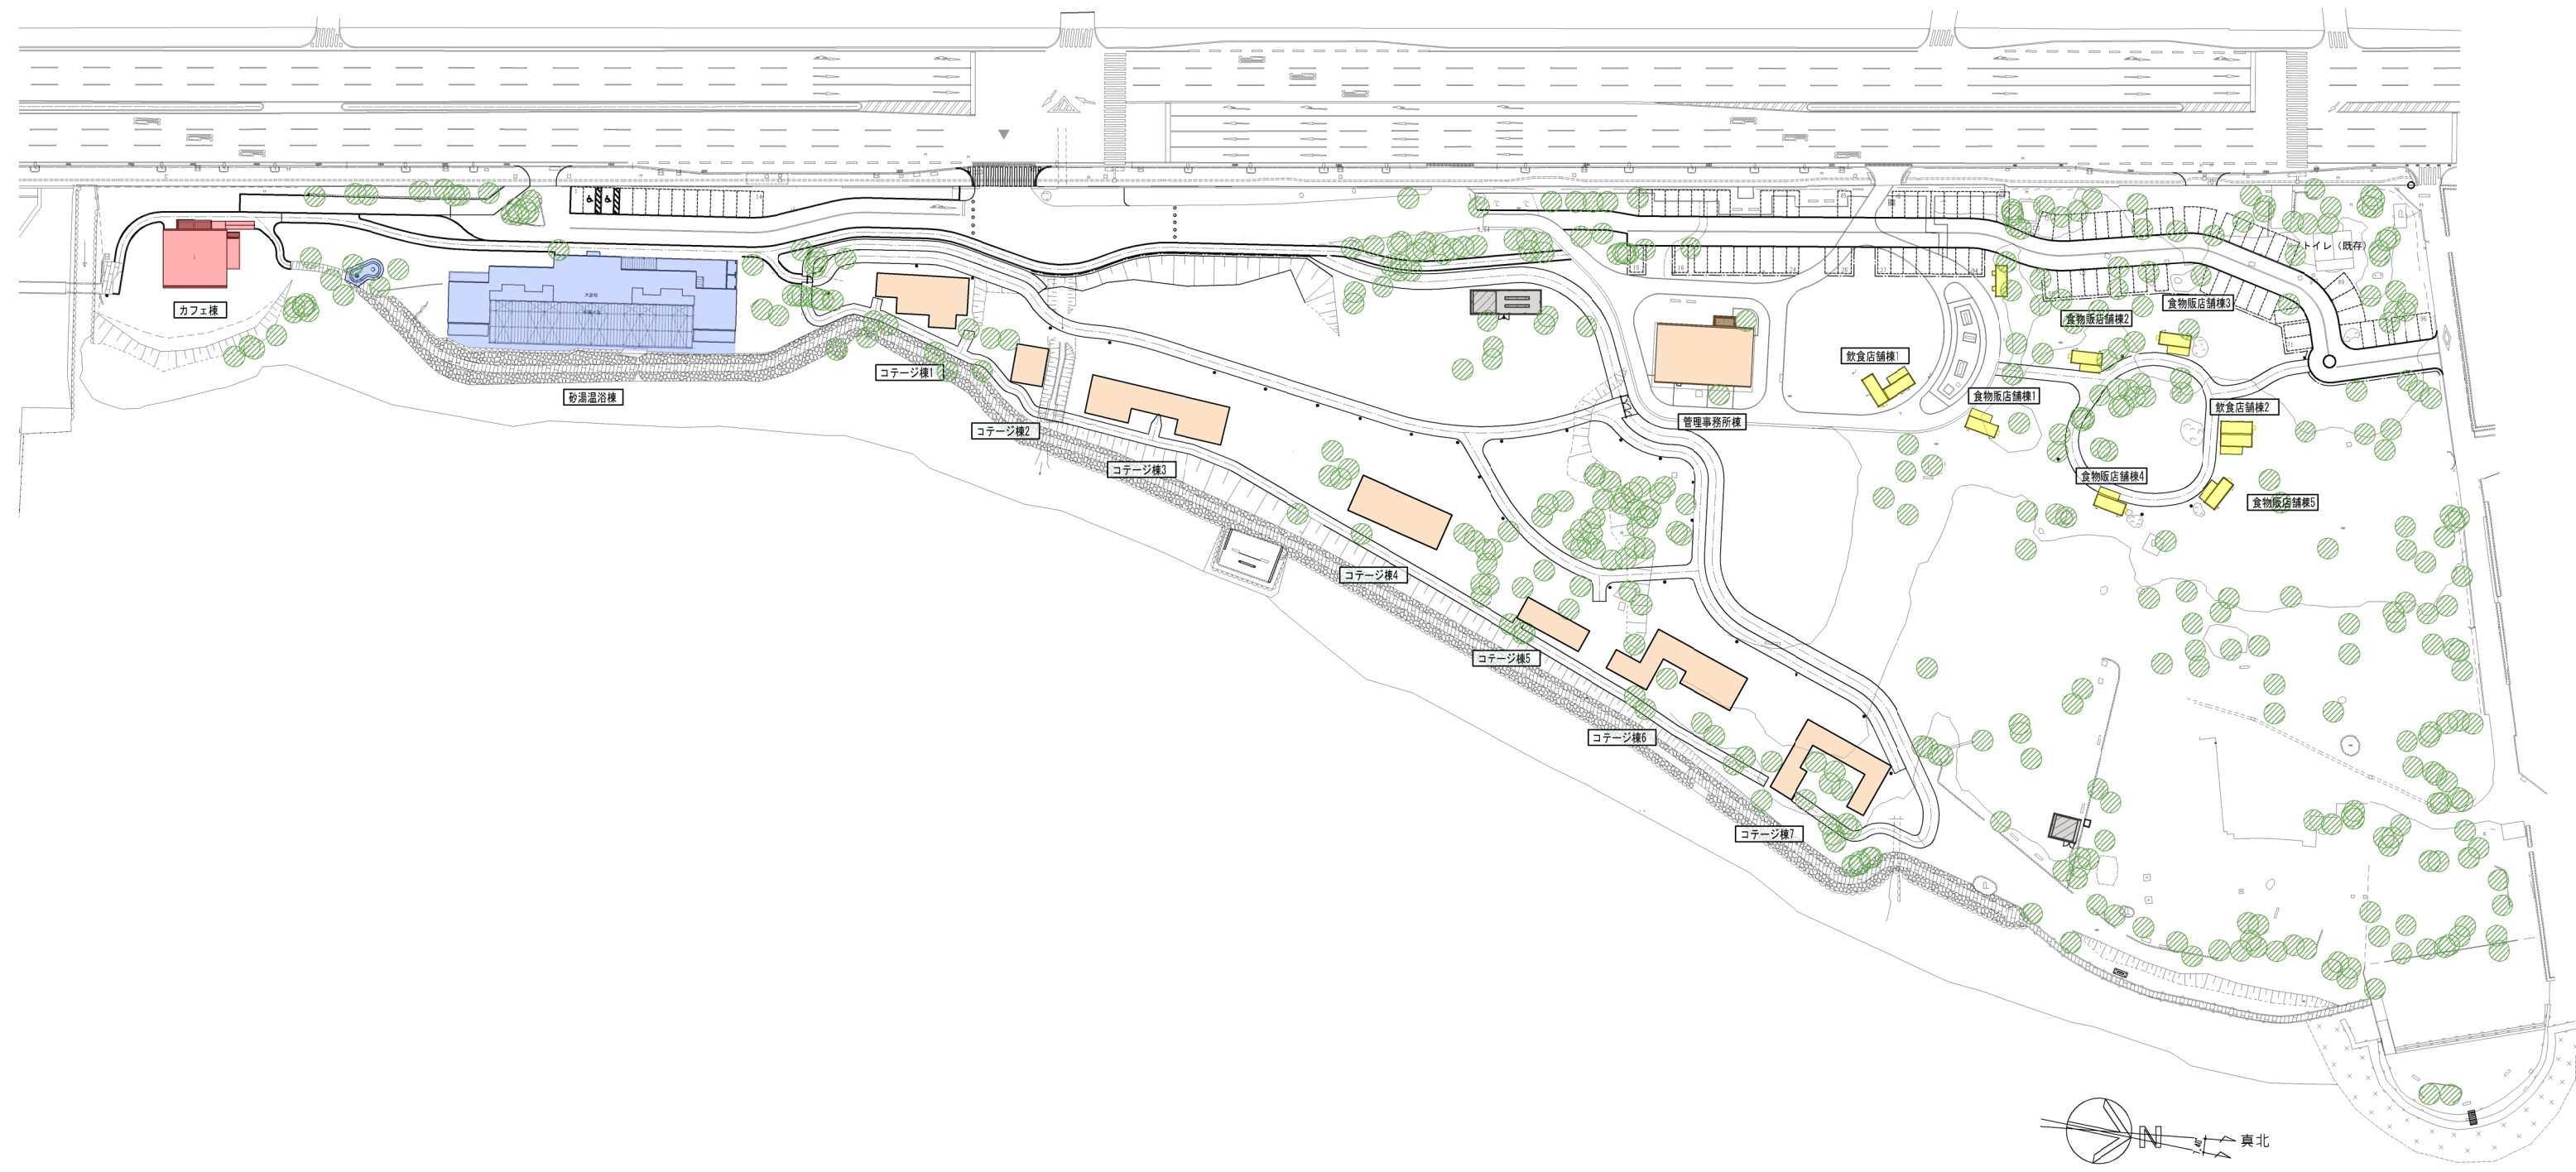 トイレ（既存）
カフェ棟
食物販店舗棟3
食物販店舗棟2
飲食店舗棟1
コテージ棟1
砂湯温浴棟
食物販店舗棟1
飲食店舗棟2
管理事務所棟
コテージ棟2
コテージ棟3
食物販店舗棟4
食物販店舗棟5
コテージ棟4
コテージ棟5
コテージ棟6
コテージ棟7
N
真北